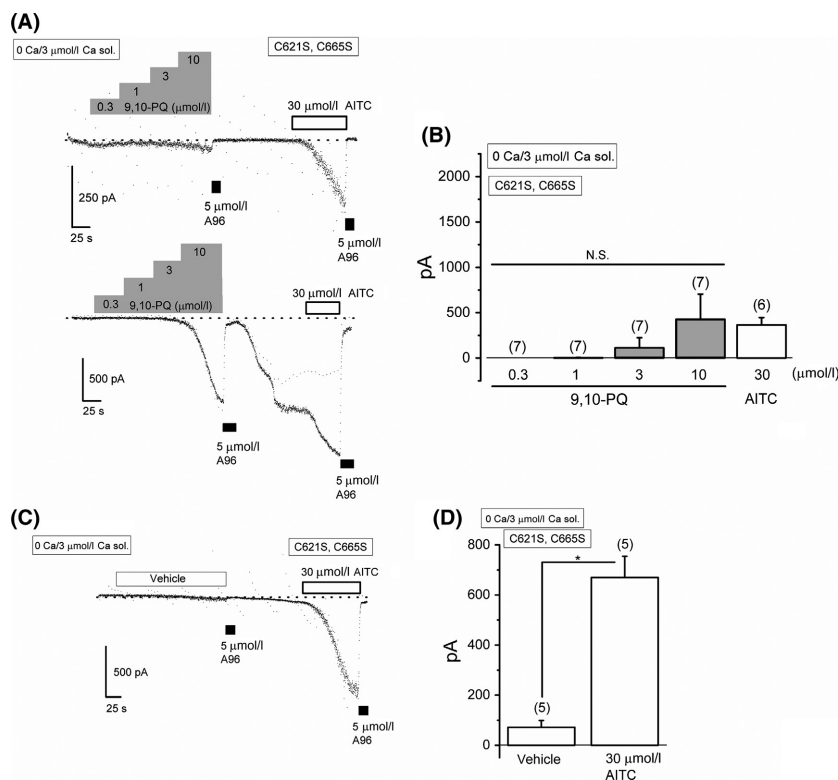 (A)
0 Ca/3 μmol/l Ca sol.
C621S, C665S
10
3
1
0.3 9,10-PQ (μmol/l)
30 μmol/l AITC
250 pA
25 s
5 μmol/l
A96
5 μmol/l
A96
10
3
1
0.3 9,10-PQ (μmol/l)
30 μmol/l AITC
500 pA
25 s
5 μmol/l
A96
5 μmol/l
A96
(B)
0 Ca/3 μmol/l Ca sol.
C621S, C665S
2000
1500
1000
500
0
pA
N.S.
(7)
(7)
(7)
(7)
(6)
0.3 1 3 10 30 (μmol/l)
9,10-PQ AITC
(C)
0 Ca/3 μmol/l Ca sol.
C621S, C665S
Vehicle
30 μmol/l AITC
500 pA
25 s
5 μmol/l
A96
5 μmol/l
A96
(D)
0 Ca/3 μmol/l Ca sol.
C621S, C665S
800
600
400
200
0
pA
*
(5)
(5)
Vehicle
30 μmol/l
AITC